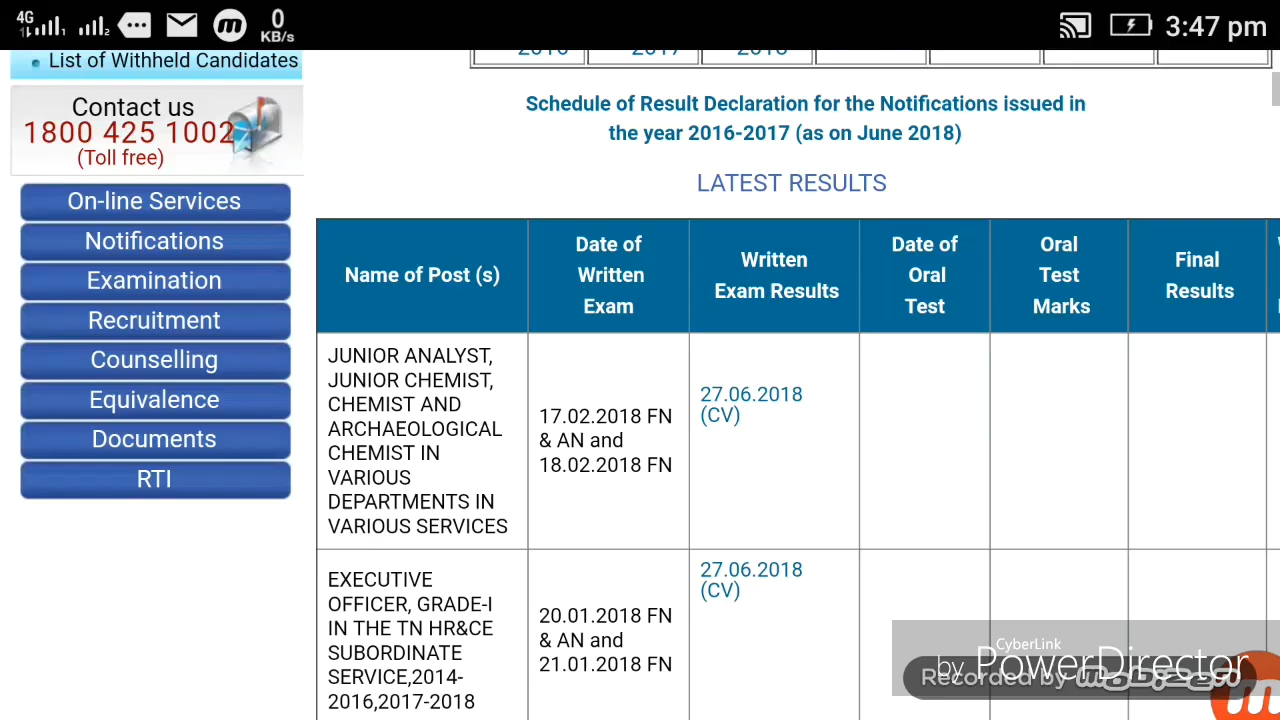 4G
0
KB/s
3:47 pm
List of Withheld Candidates
Contact us
1800 425 1002
(Toll free)
On-line Services
Notifications
Examination
Recruitment
Counselling
Equivalence
Documents
RTI
2016 2017 2018
Schedule of Result Declaration for the Notifications issued in
the year 2016-2017 (as on June 2018)
LATEST RESULTS
Name of Post (s)
Date of
Written
Exam
Written
Exam Results
Date of
Oral
Test
Oral
Test
Marks
Final
Results
JUNIOR ANALYST,
JUNIOR CHEMIST,
CHEMIST AND
ARCHAEOLOGICAL
CHEMIST IN
VARIOUS
DEPARTMENTS IN
VARIOUS SERVICES
17.02.2018 FN
& AN and
18.02.2018 FN
27.06.2018
(CV)
EXECUTIVE
OFFICER, GRADE-I
IN THE TN HR&CE
SUBORDINATE
SERVICE,2014-
2016,2017-2018
20.01.2018 FN
& AN and
21.01.2018 FN
27.06.2018
(CV)
CyberLink
by PowerDirector
Recorded by